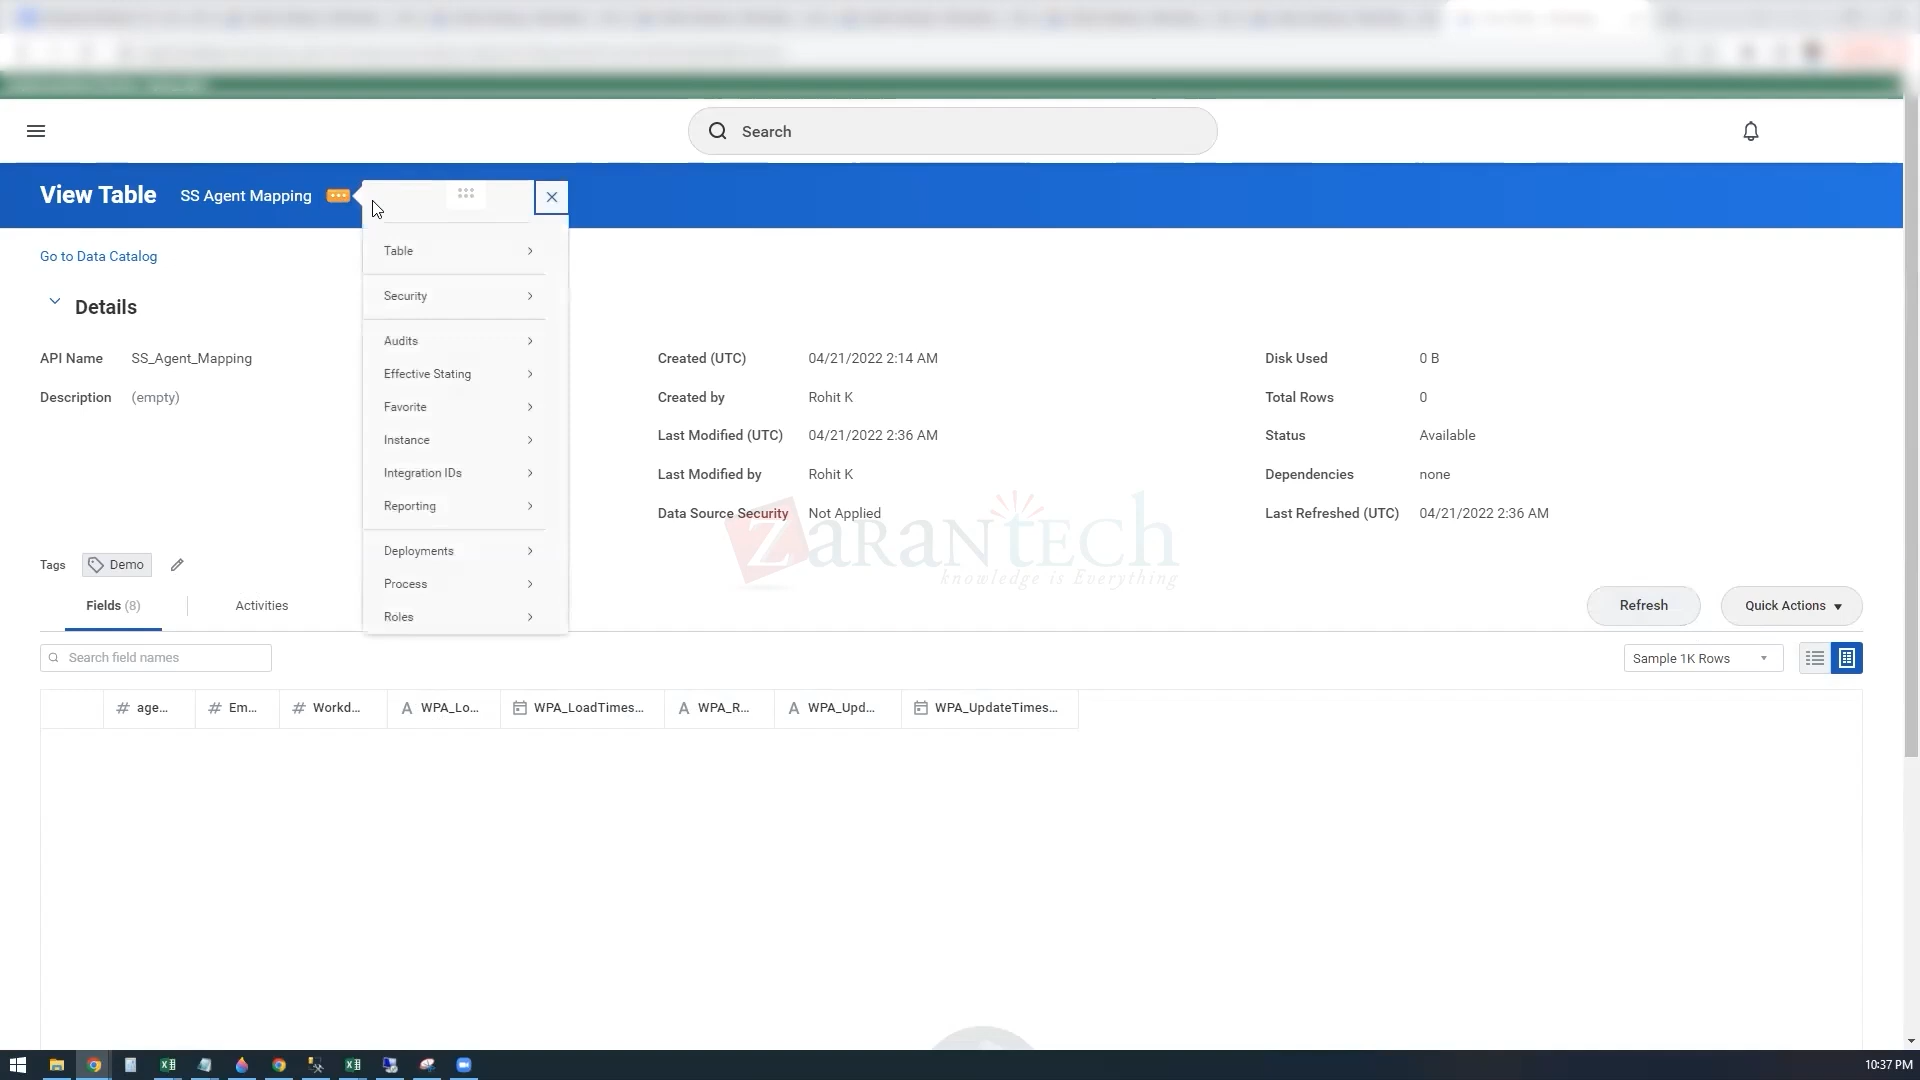 Search
View Table SS Agent Mapping
Go to Data Catalog
Details
API Name SS_Agent_Mapping
Description (empty)
Table
Security
Audits
Effective Stating
Favorite
Instance
Integration IDs
Reporting
Deployments
Process
Roles
Created (UTC) 04/21/2022 2:14 AM
Created by Rohit K
Last Modified (UTC) 04/21/2022 2:36 AM
Last Modified by Rohit K
Data Source Security Not Applied
Disk Used 0 B
Total Rows 0
Status Available
Dependencies none
Last Refreshed (UTC) 04/21/2022 2:36 AM
ZaranTech
knowledge is Everything
Tags Demo
Fields (8) Activities
Refresh Quick Actions
Search field names
Sample 1K Rows
age... Em... Workd... WPA_Lo... WPA_LoadTimes... WPA_R... WPA_Upd... WPA_UpdateTimes...
10:37 PM